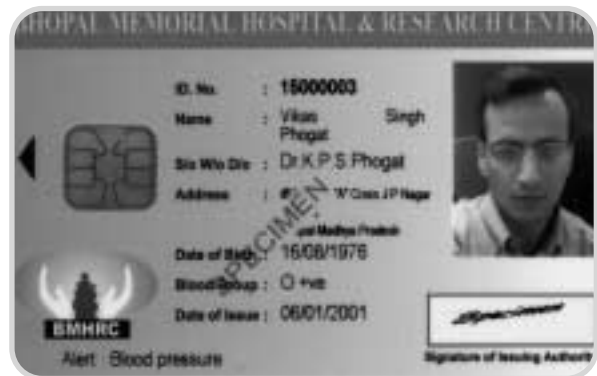 BHOPAL MEMORIAL HOSPITAL & RESEARCH CENTRE
ID. No. : 15000003
Name : Vikas Singh
Phogat
S/o W/o D/o : Dr. K P S Phogat
Address : W Cross J P Nagar
Madhya Pradesh
Date of Birth : 16/08/1976
Blood Group : O +ve
Date of Issue : 06/01/2001
SPECIMEN
BMHRC
Alert : Blood pressure
Signature of Issuing Authority